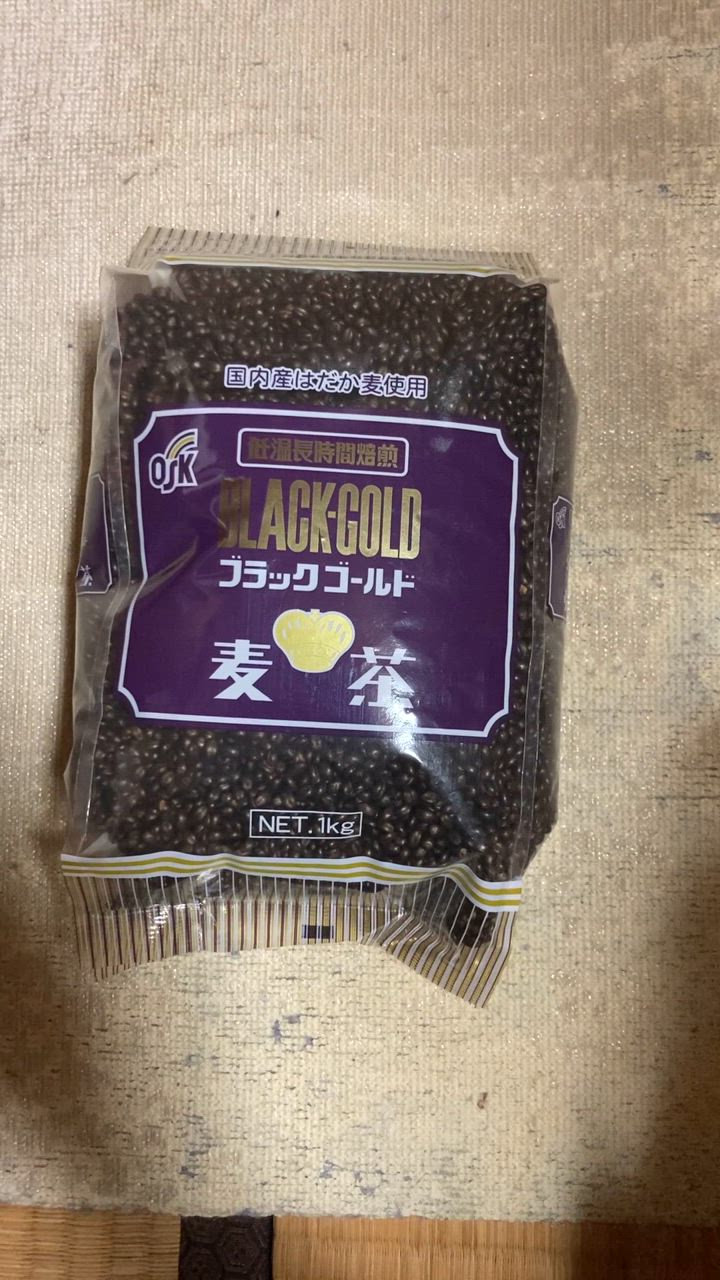 国内産はだか麦使用
OSK
低温長時間焙煎
BLACK-GOLD
ブラックゴールド
麦茶
NET.1kg
茶